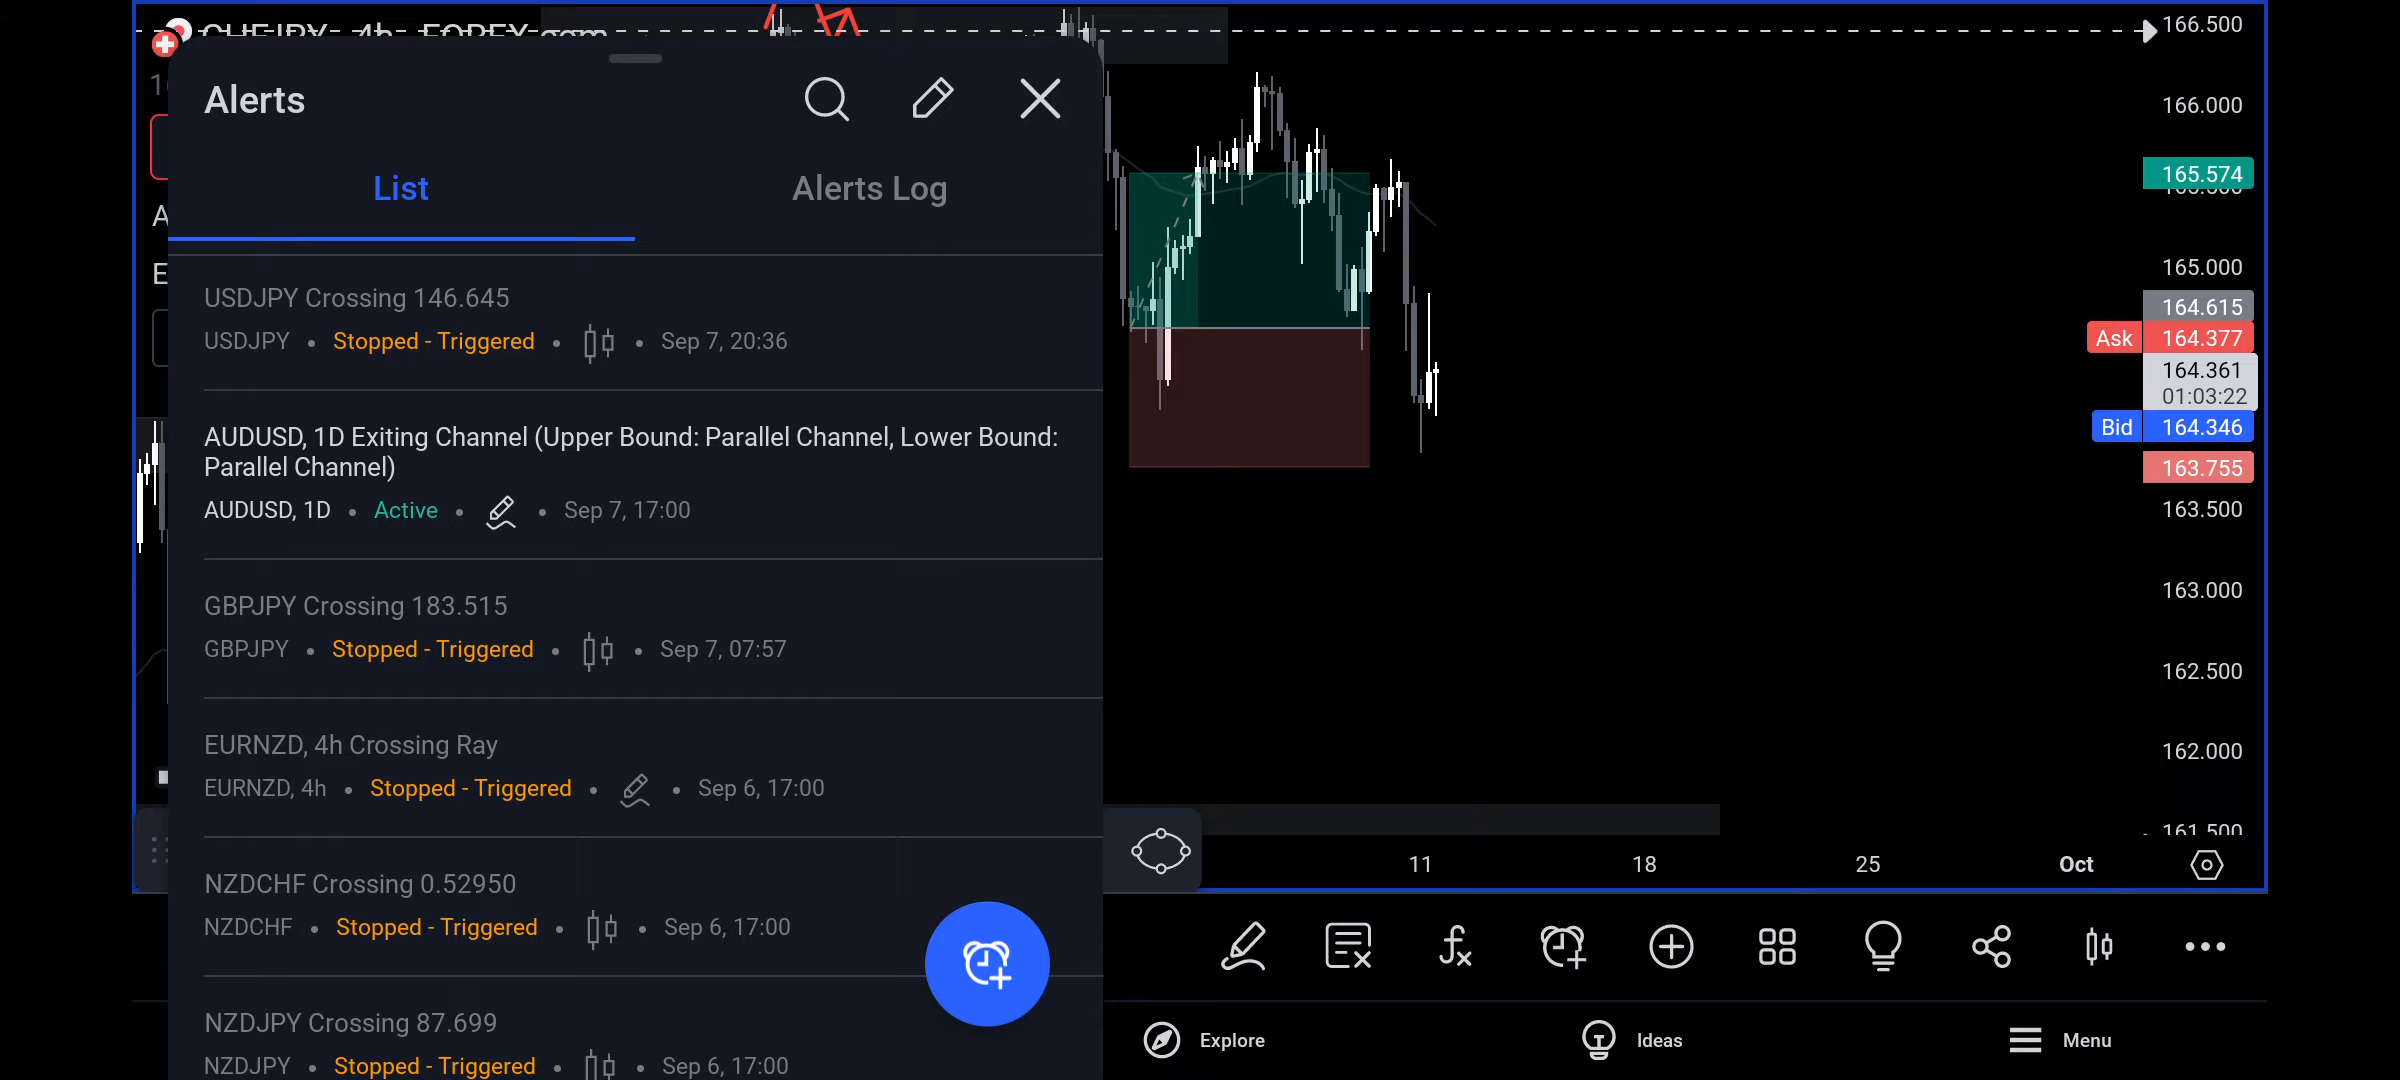 Alerts
List
Alerts Log
USDJPY Crossing 146.645
USDJPY • Stopped - Triggered • • Sep 7, 20:36
AUDUSD, 1D Exiting Channel (Upper Bound: Parallel Channel, Lower Bound:
Parallel Channel)
AUDUSD, 1D • Active • • Sep 7, 17:00
GBPJPY Crossing 183.515
GBPJPY • Stopped - Triggered • • Sep 7, 07:57
EURNZD, 4h Crossing Ray
EURNZD, 4h • Stopped - Triggered • • Sep 6, 17:00
NZDCHF Crossing 0.52950
NZDCHF • Stopped - Triggered • • Sep 6, 17:00
NZDJPY Crossing 87.699
NZDJPY • Stopped - Triggered • • Sep 6, 17:00
166.500
166.000
165.574
165.000
164.615
Ask 164.377
164.361
01:03:22
Bid 164.346
163.755
163.500
163.000
162.500
162.000
161.500
11
18
25
Oct
Explore
Ideas
Menu